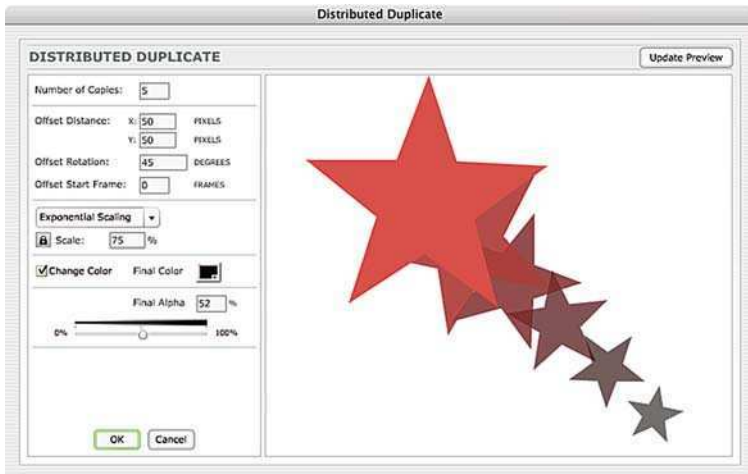 Distributed Duplicate
DISTRIBUTED DUPLICATE
Update Preview
Number of Copies: 5
Offset Distance: X: 50 PIXELS
Y: 50 PIXELS
Offset Rotation: 45 DEGREES
Offset Start Frame: 0 FRAMES
Exponential Scaling
Scale: 75 %
Change Color Final Color
Final Alpha 52 %
0% 100%
OK Cancel